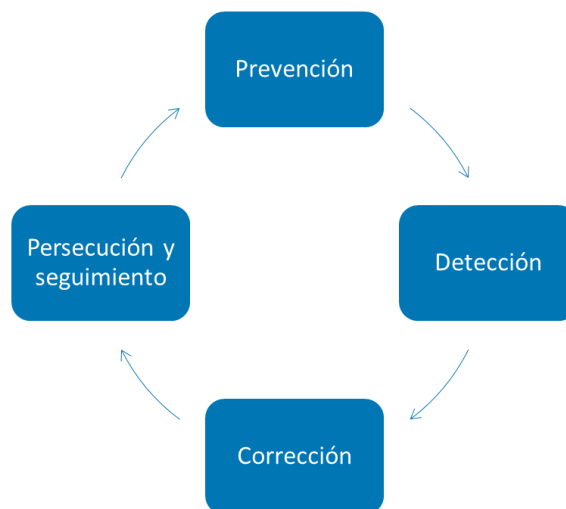 Prevención
Detección
Corrección
Persecución y
seguimiento